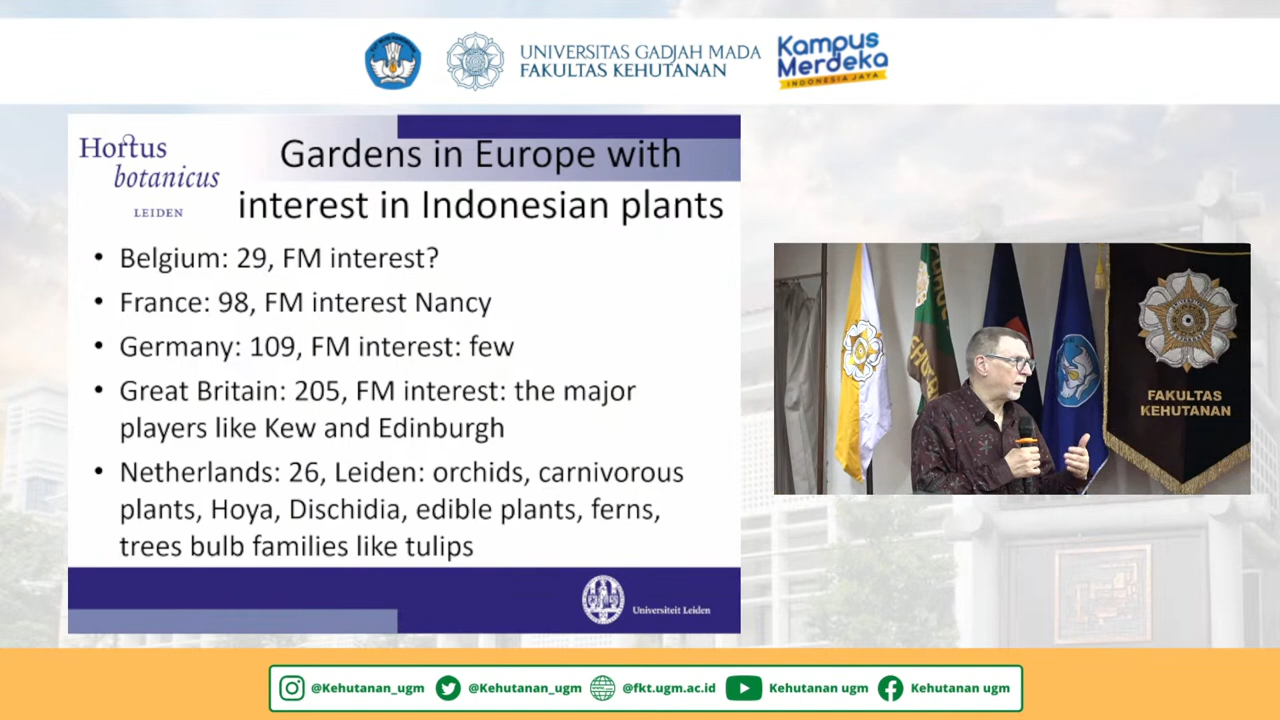 UNIVERSITAS GADJAH MADA
FAKULTAS KEHUTANAN
Kampus
Merdeka
INDONESIA JAYA
Hortus
botanicus
LEIDEN
Gardens in Europe with
interest in Indonesian plants
• Belgium: 29, FM interest?
• France: 98, FM interest Nancy
• Germany: 109, FM interest: few
• Great Britain: 205, FM interest: the major
players like Kew and Edinburgh
• Netherlands: 26, Leiden: orchids, carnivorous
plants, Hoya, Dischidia, edible plants, ferns,
trees bulb families like tulips
Universiteit Leiden
FAKULTAS
KEHUTANAN
@Kehutanan_ugm
@Kehutanan_ugm
@fkt.ugm.ac.id
Kehutanan ugm
Kehutanan ugm